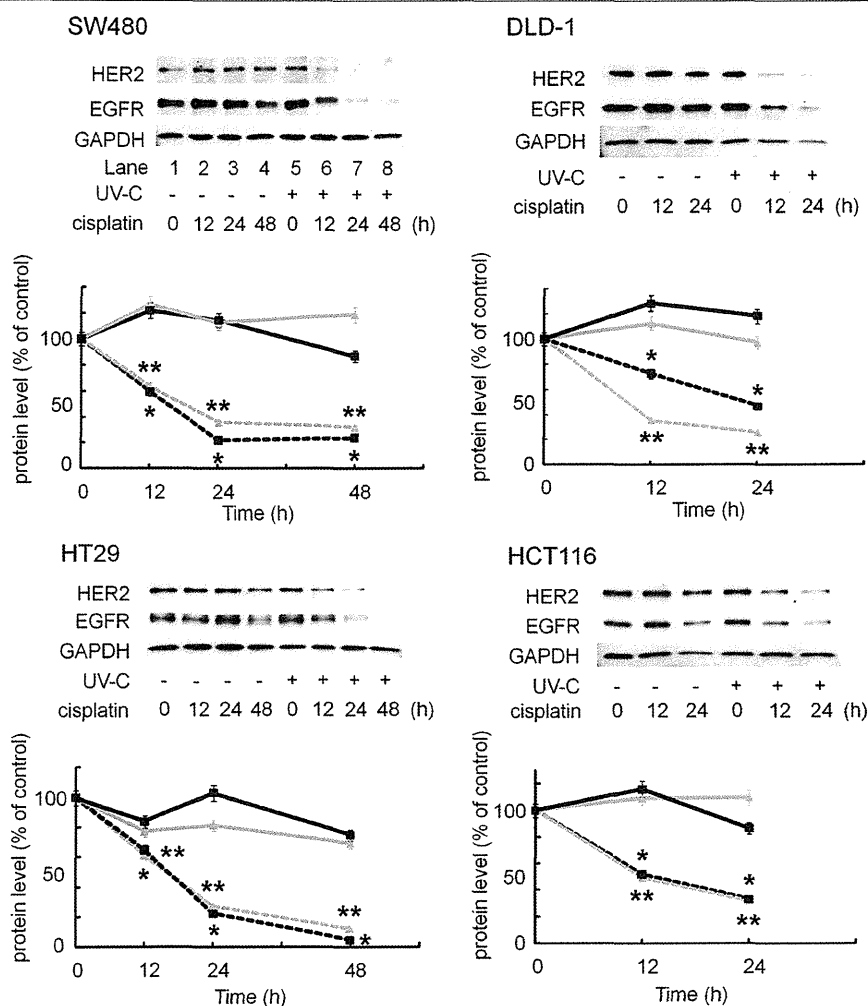 SW480
HER2
EGFR
GAPDH
Lane 1 2 3 4 5 6 7 8
UV-C - - - - + + + +
cisplatin 0 12 24 48 0 12 24 48 (h)
protein level (% of control)
100
50
0
** ** **
* * *
0 12 24 48
Time (h)
DLD-1
HER2
EGFR
GAPDH
UV-C - - - + + +
cisplatin 0 12 24 0 12 24 (h)
protein level (% of control)
100
50
0
* *
** **
0 12 24
Time (h)
HT29
HER2
EGFR
GAPDH
UV-C - - - - + + + +
cisplatin 0 12 24 48 0 12 24 48 (h)
protein level (% of control)
100
50
0
** ** **
* * *
0 12 24 48
Time (h)
HCT116
HER2
EGFR
GAPDH
UV-C - - - + + +
cisplatin 0 12 24 0 12 24 (h)
protein level (% of control)
100
50
0
* *
** **
0 12 24
Time (h)